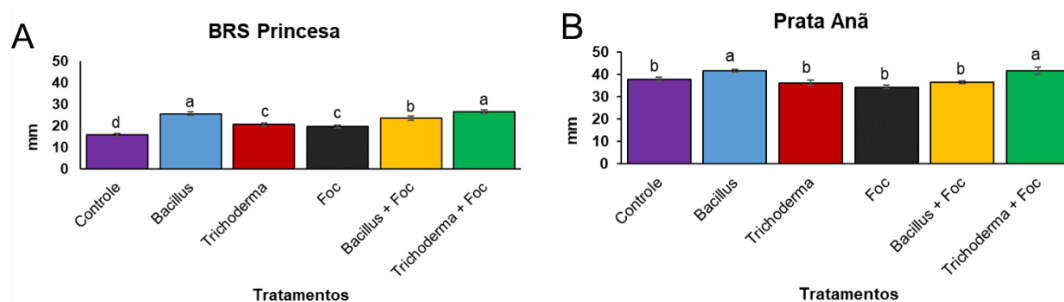 A
BRS Princesa
50
40
30
20
10
0
mm
d
a
c
c
b
a
Controle
Bacillus
Trichoderma
Foc
Bacillus + Foc
Trichoderma + Foc
Tratamentos
B
Prata Anã
50
40
30
20
10
0
mm
b
a
b
b
b
a
Controle
Bacillus
Trichoderma
Foc
Bacillus + Foc
Trichoderma + Foc
Tratamentos